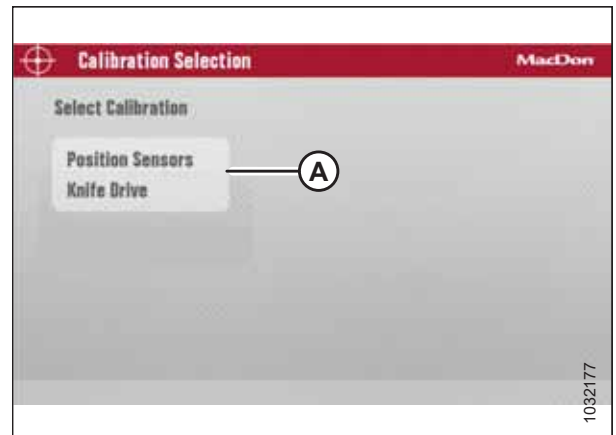 Calibration Selection MacDon
Select Calibration
Position Sensors
A
Knife Drive
1032177